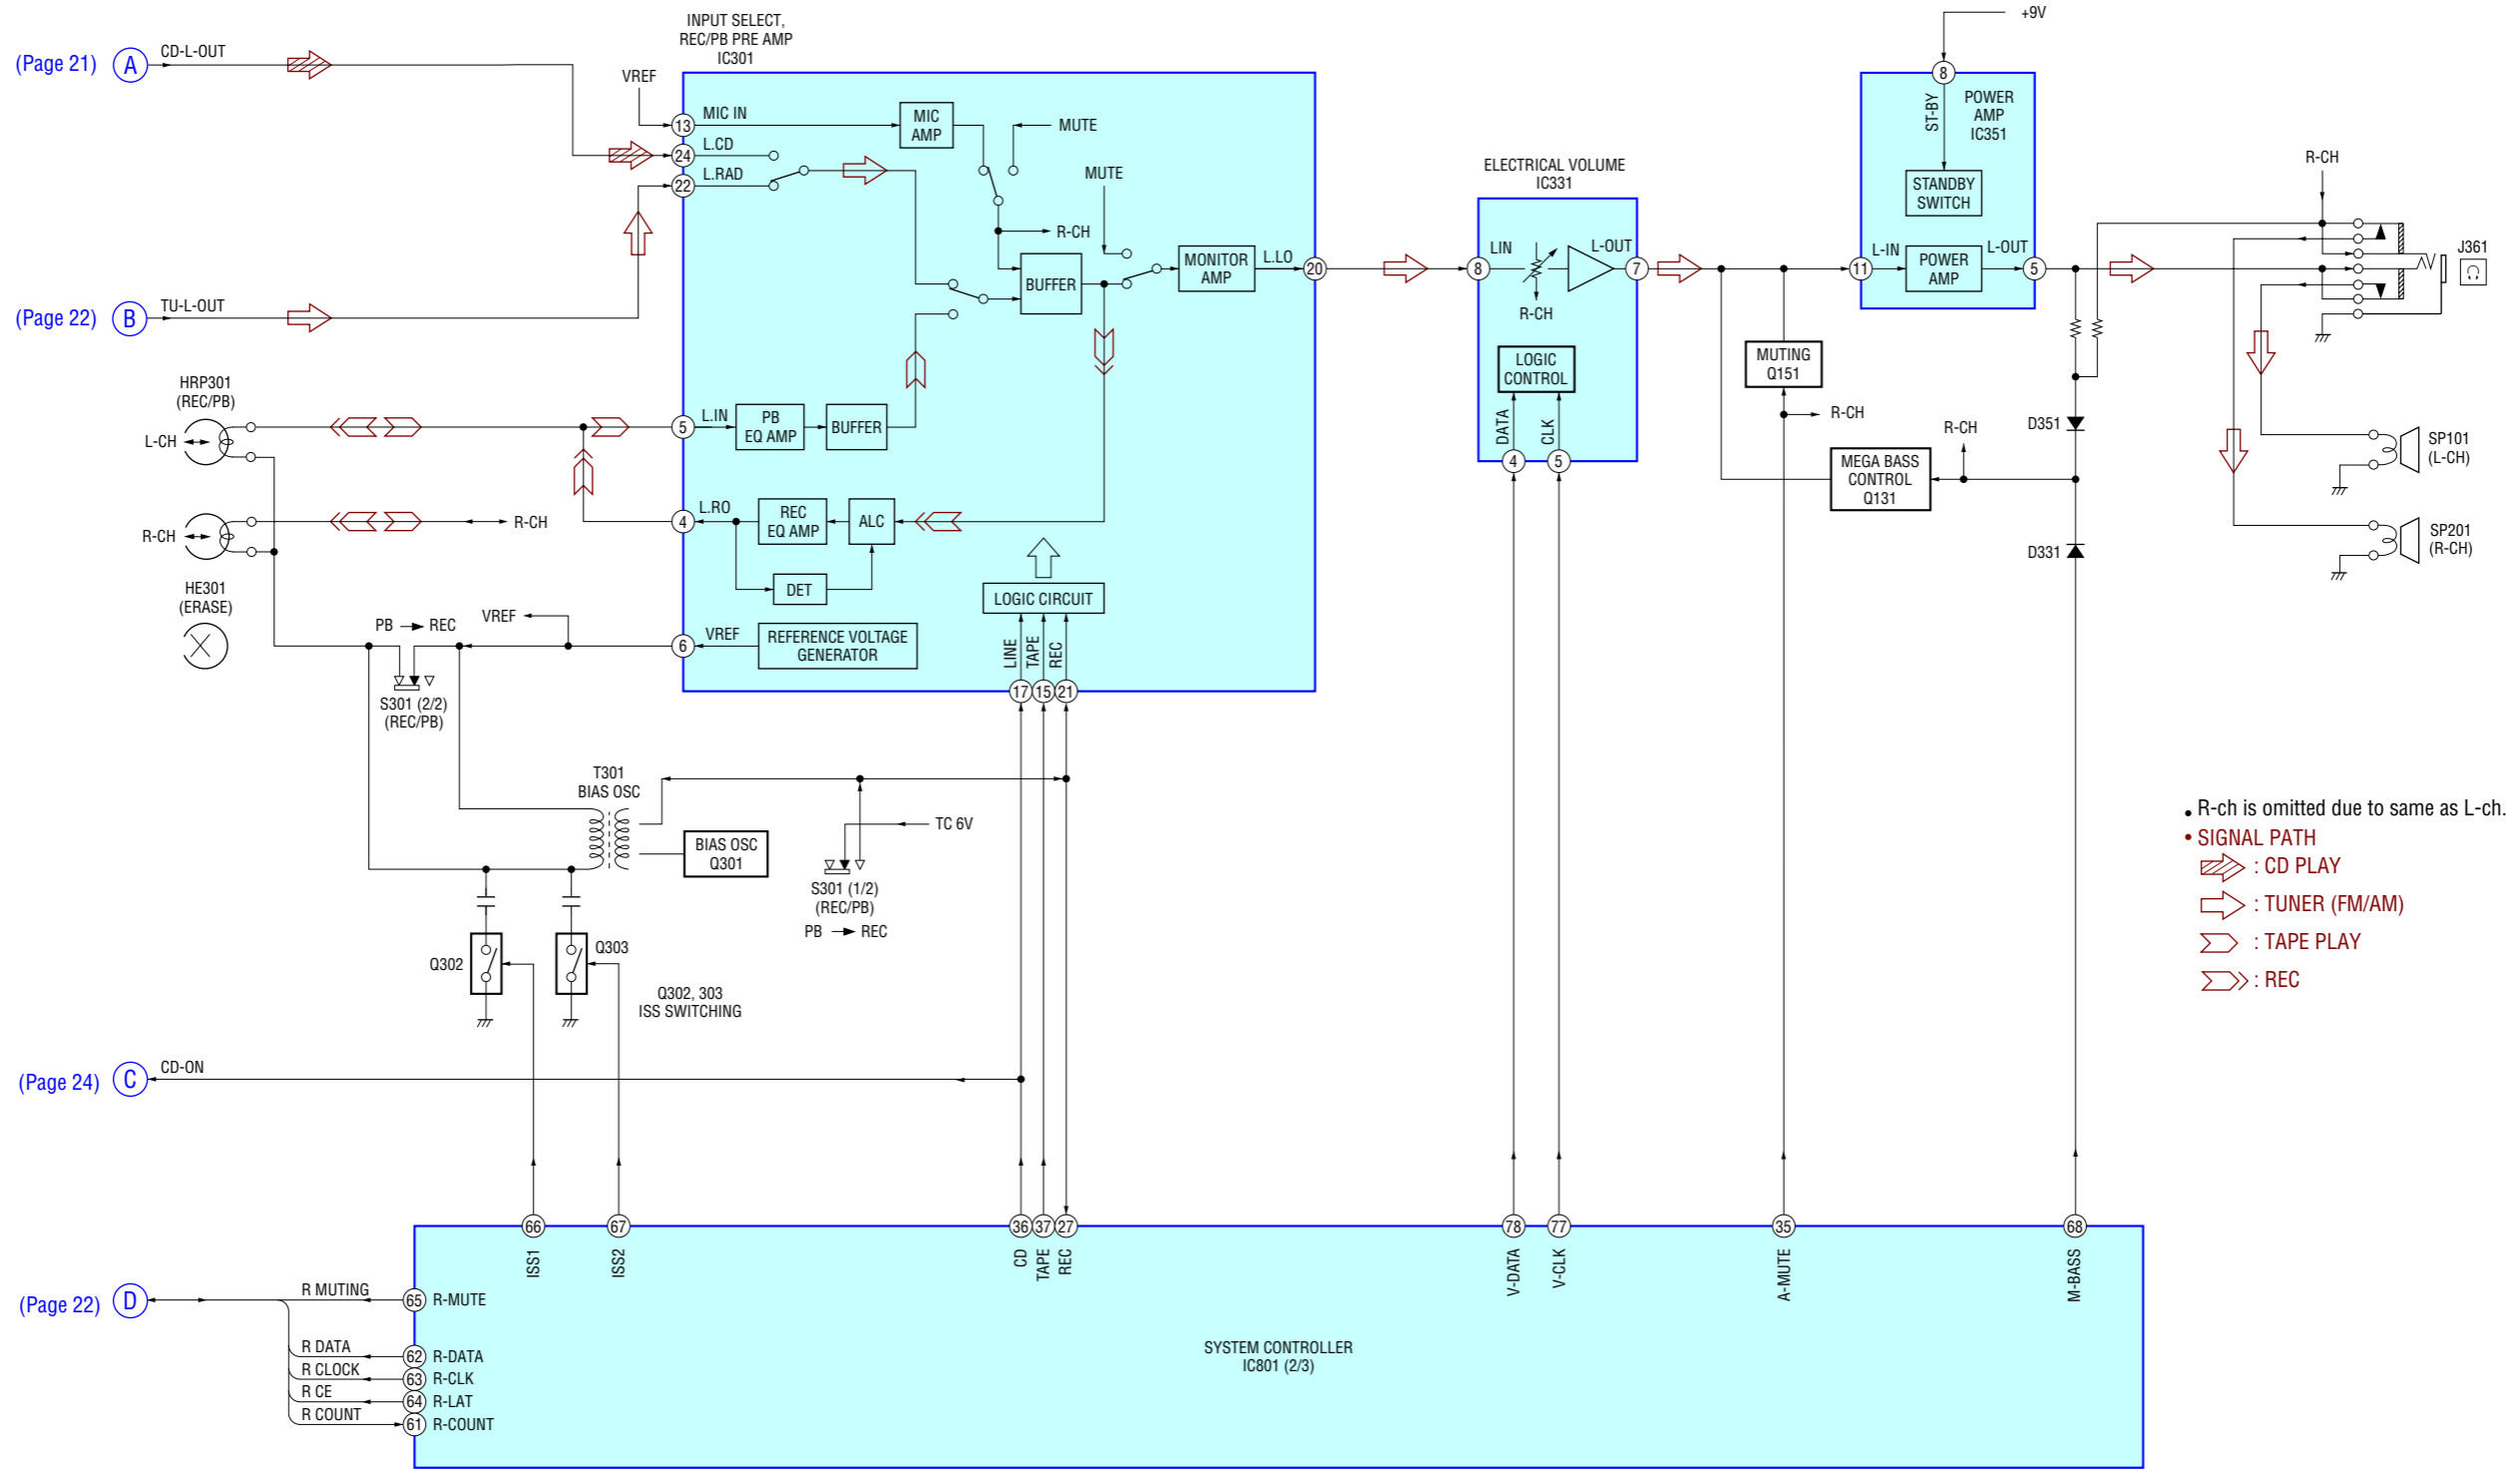 (Page 21)
A
CD-L-OUT
INPUT SELECT,
REC/PB PRE AMP
IC301
VREF
13
MIC IN
MIC
AMP
MUTE
24
L.CD
22
L.RAD
MUTE
R-CH
BUFFER
MONITOR
AMP
L.LO
20
(Page 22)
B
TU-L-OUT
HRP301
(REC/PB)
L-CH
5
L.IN
PB
EQ AMP
BUFFER
R-CH
R-CH
4
L.RO
REC
EQ AMP
ALC
DET
LOGIC CIRCUIT
HE301
(ERASE)
PB
REC
VREF
6
VREF
REFERENCE VOLTAGE
GENERATOR
LINE
TAPE
REC
17
15
21
S301 (2/2)
(REC/PB)
T301
BIAS OSC
BIAS OSC
Q301
TC 6V
S301 (1/2)
(REC/PB)
PB
REC
Q302
Q303
Q302, 303
ISS SWITCHING
ELECTRICAL VOLUME
IC331
8
LIN
L-OUT
7
R-CH
LOGIC
CONTROL
DATA
CLK
4
5
+9V
8
ST-BY
POWER
AMP
IC351
STANDBY
SWITCH
11
L-IN
POWER
AMP
L-OUT
5
MUTING
Q151
R-CH
R-CH
MEGA BASS
CONTROL
Q131
D351
D331
R-CH
J361
SP101
(L-CH)
SP201
(R-CH)
• R-ch is omitted due to same as L-ch.
• SIGNAL PATH
: CD PLAY
: TUNER (FM/AM)
: TAPE PLAY
: REC
(Page 24)
C
CD-ON
66
67
36
37
27
78
77
35
68
ISS1
ISS2
CD
TAPE
REC
V-DATA
V-CLK
A-MUTE
M-BASS
(Page 22)
D
R MUTING
65
R-MUTE
R DATA
62
R-DATA
R CLOCK
63
R-CLK
R CE
64
R-LAT
R COUNT
61
R-COUNT
SYSTEM CONTROLLER
IC801 (2/3)